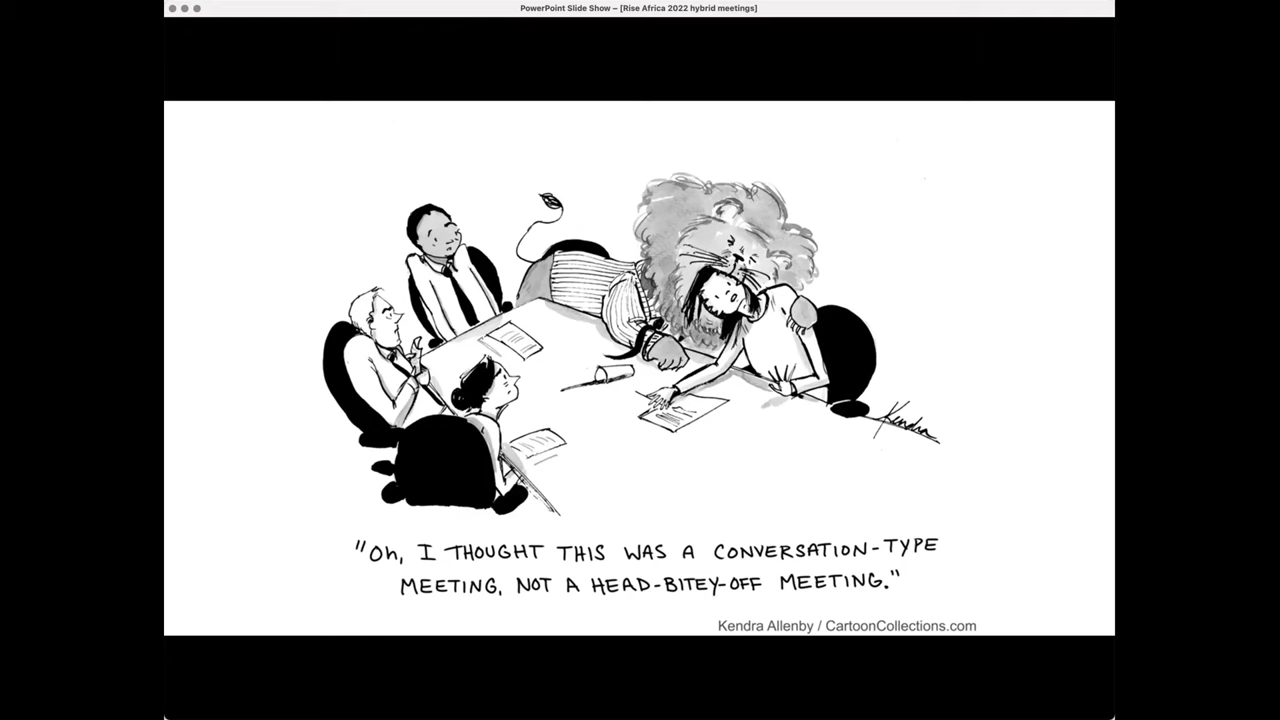 PowerPoint Slide Show ~ [Rise Africa 2022 hybrid meetings]
Kendra
"Oh, I THOUGHT THIS WAS A CONVERSATION-TYPE
MEETING, NOT A HEAD-BITEY-OFF MEETING."
Kendra Allenby / CartoonCollections.com